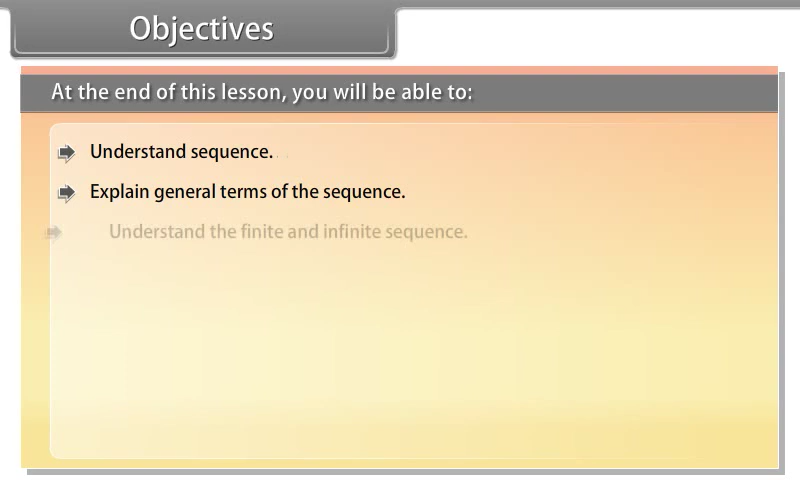 Objectives
At the end of this lesson, you will be able to:
Understand sequence.
Explain general terms of the sequence.
Understand the finite and infinite sequence.